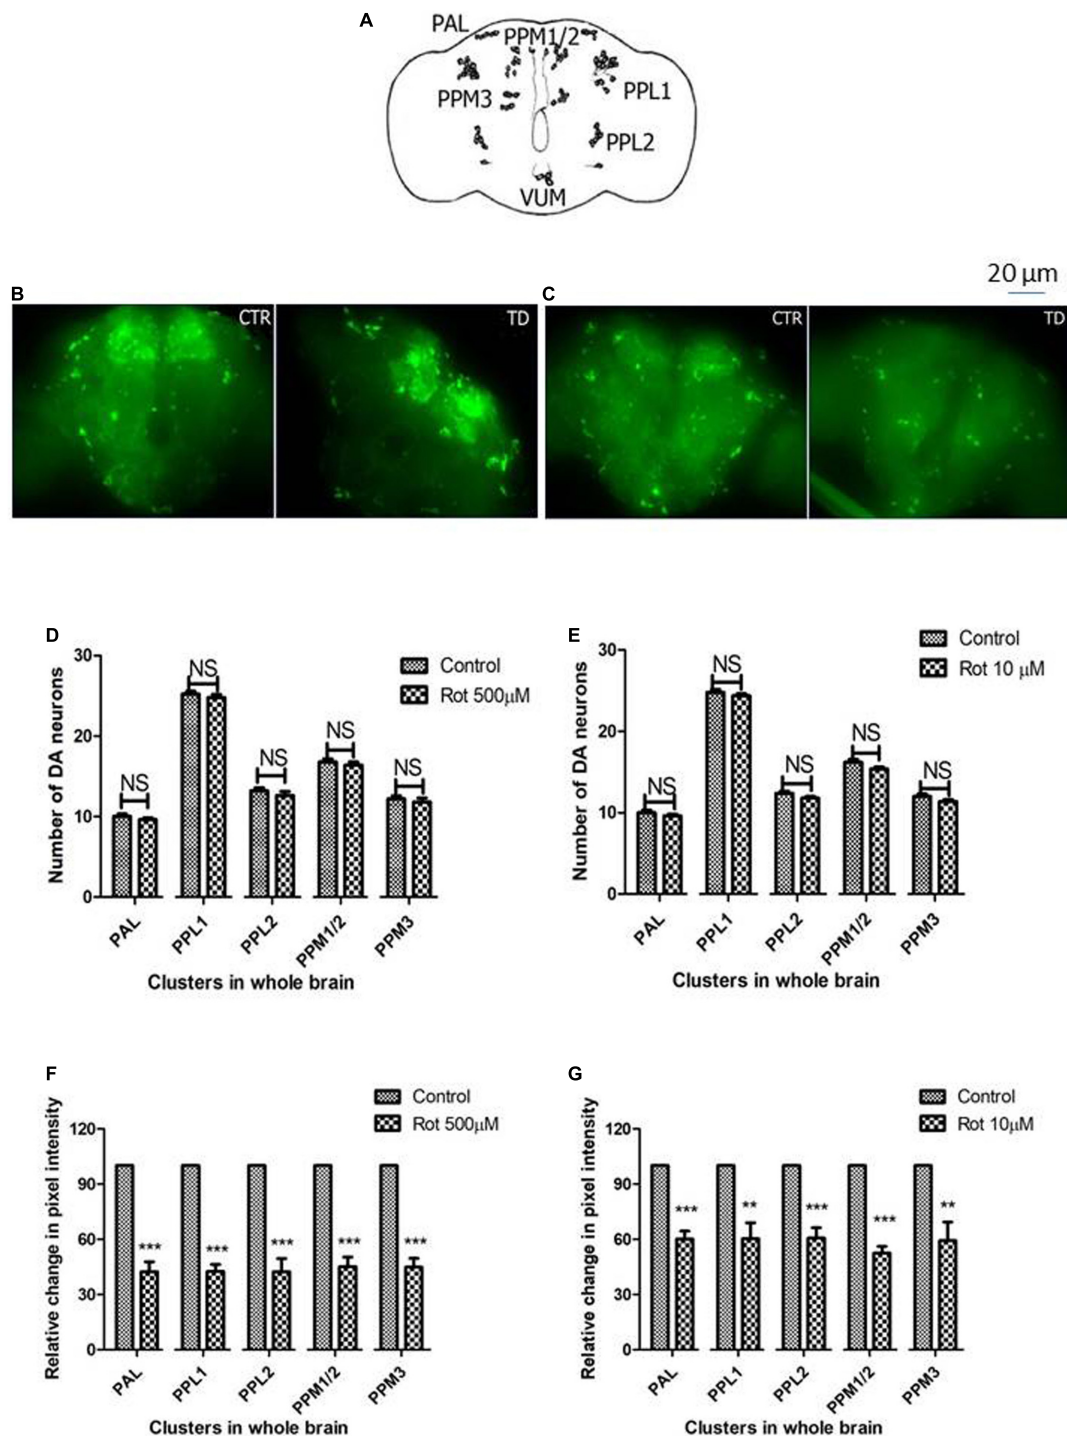 A
PAL
PPM1/2
PPM3
PPL1
PPL2
VUM
20 µm
B
CTR
TD
C
CTR
TD
D
Control
Rot 500µM
Number of DA neurons
30
20
10
0
NS
NS
NS
NS
NS
PAL
PPL1
PPL2
PPM1/2
PPM3
Clusters in whole brain
E
Control
Rot 10 µM
Number of DA neurons
30
20
10
0
NS
NS
NS
NS
NS
PAL
PPL1
PPL2
PPM1/2
PPM3
Clusters in whole brain
F
Control
Rot 500µM
Relative change in pixel intensity
120
90
60
30
0
***
***
***
***
***
PAL
PPL1
PPL2
PPM1/2
PPM3
Clusters in whole brain
G
Control
Rot 10µM
Relative change in pixel intensity
120
90
60
30
0
***
**
***
***
**
PAL
PPL1
PPL2
PPM1/2
PPM3
Clusters in whole brain